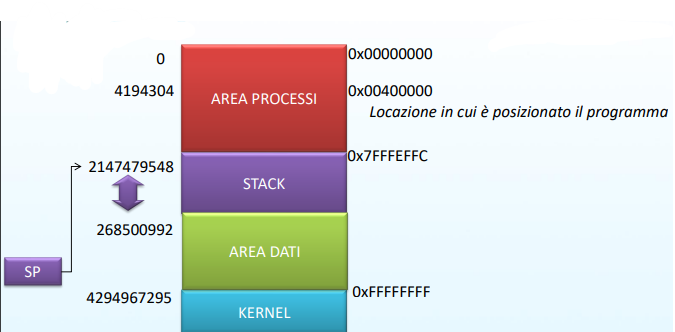 0
0x00000000
4194304
AREA PROCESSI
0x00400000
Locazione in cui è posizionato il programma
0x7FFFEFFC
2147479548
STACK
268500992
AREA DATI
SP
0xFFFFFFFF
4294967295
KERNEL